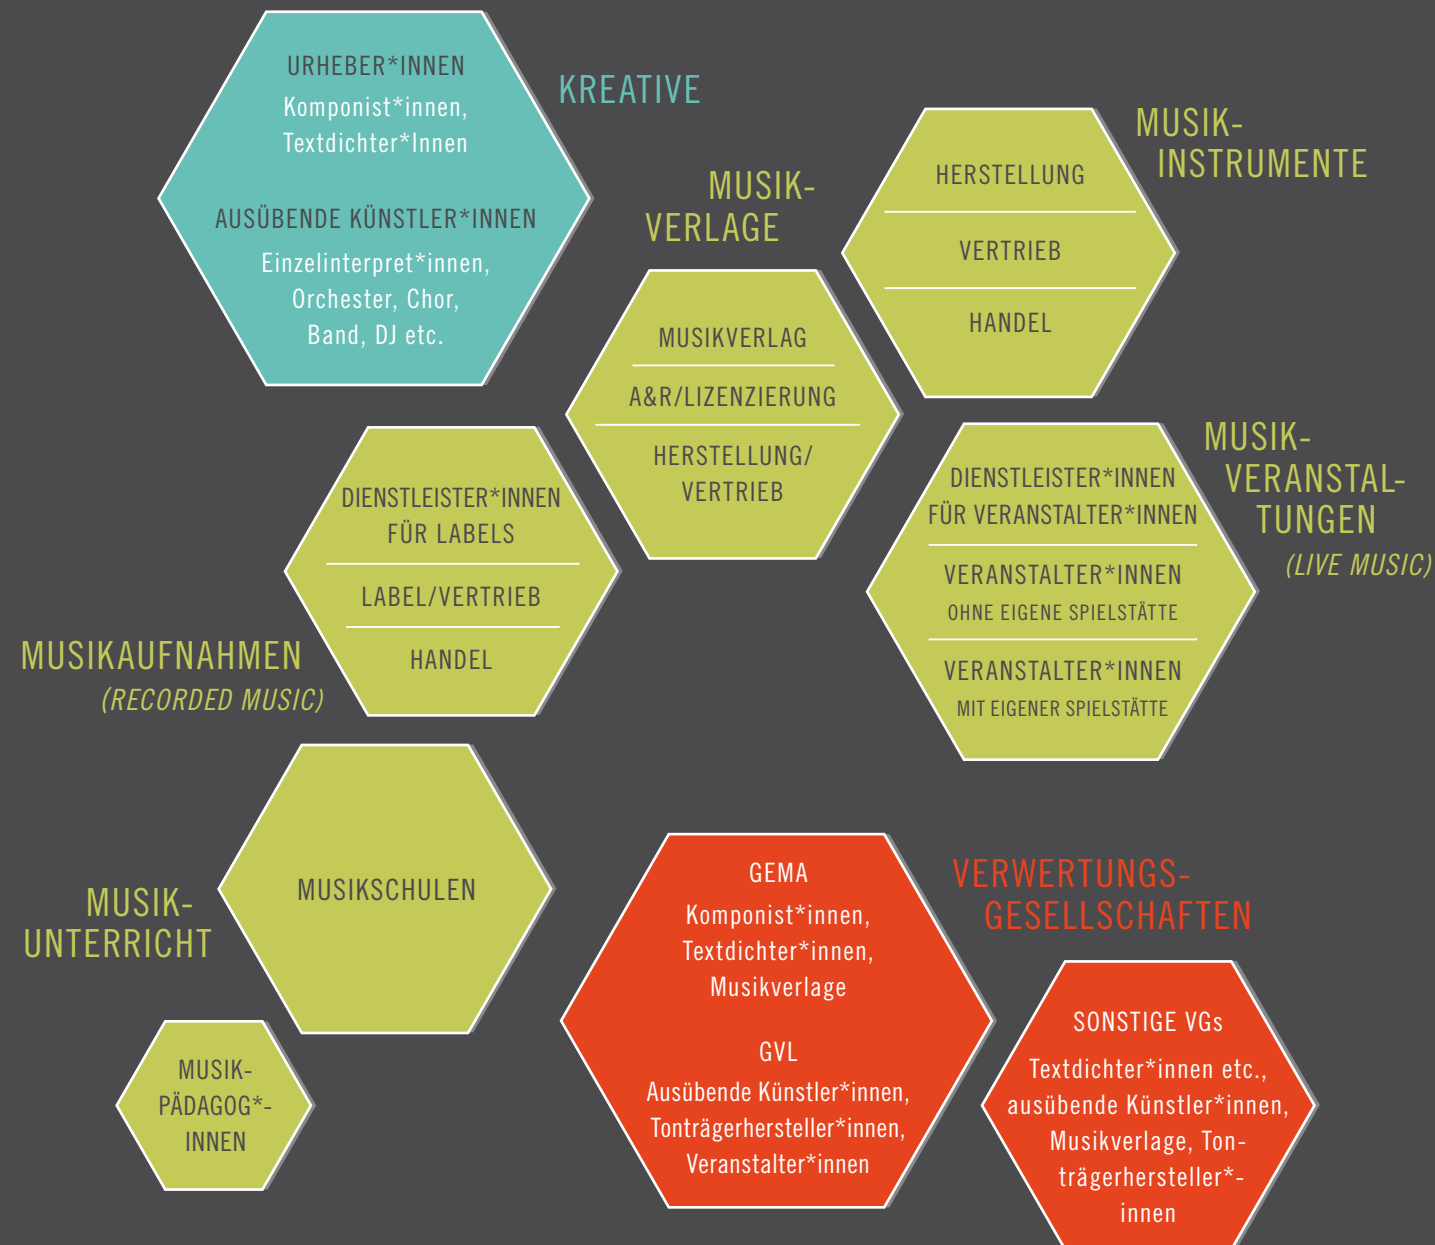 URHEBER*INNEN
Komponist*innen,
Textdichter*Innen
AUSÜBENDE KÜNSTLER*INNEN
Einzelinterpret*innen,
Orchester, Chor,
Band, DJ etc.
KREATIVE
MUSIK-
INSTRUMENTE
HERSTELLUNG
VERTRIEB
HANDEL
MUSIK-
VERLAGE
MUSIKVERLAG
A&R/LIZENZIERUNG
HERSTELLUNG/
VERTRIEB
MUSIK-
VERANSTAL-
TUNGEN
(LIVE MUSIC)
DIENSTLEISTER*INNEN
FÜR VERANSTALTER*INNEN
VERANSTALTER*INNEN
OHNE EIGENE SPIELSTÄTTE
VERANSTALTER*INNEN
MIT EIGENER SPIELSTÄTTE
DIENSTLEISTER*INNEN
FÜR LABELS
LABEL/VERTRIEB
HANDEL
MUSIKAUFNAHMEN
(RECORDED MUSIC)
MUSIKSCHULEN
MUSIK-
UNTERRICHT
MUSIK-
PÄDAGOG*-
INNEN
GEMA
Komponist*innen,
Textdichter*innen,
Musikverlage
GVL
Ausübende Künstler*innen,
Tonträgerhersteller*innen,
Veranstalter*innen
VERWERTUNGS-
GESELLSCHAFTEN
SONSTIGE VGs
Textdichter*innen etc.,
ausübende Künstler*innen,
Musikverlage, Ton-
trägerhersteller*-
innen